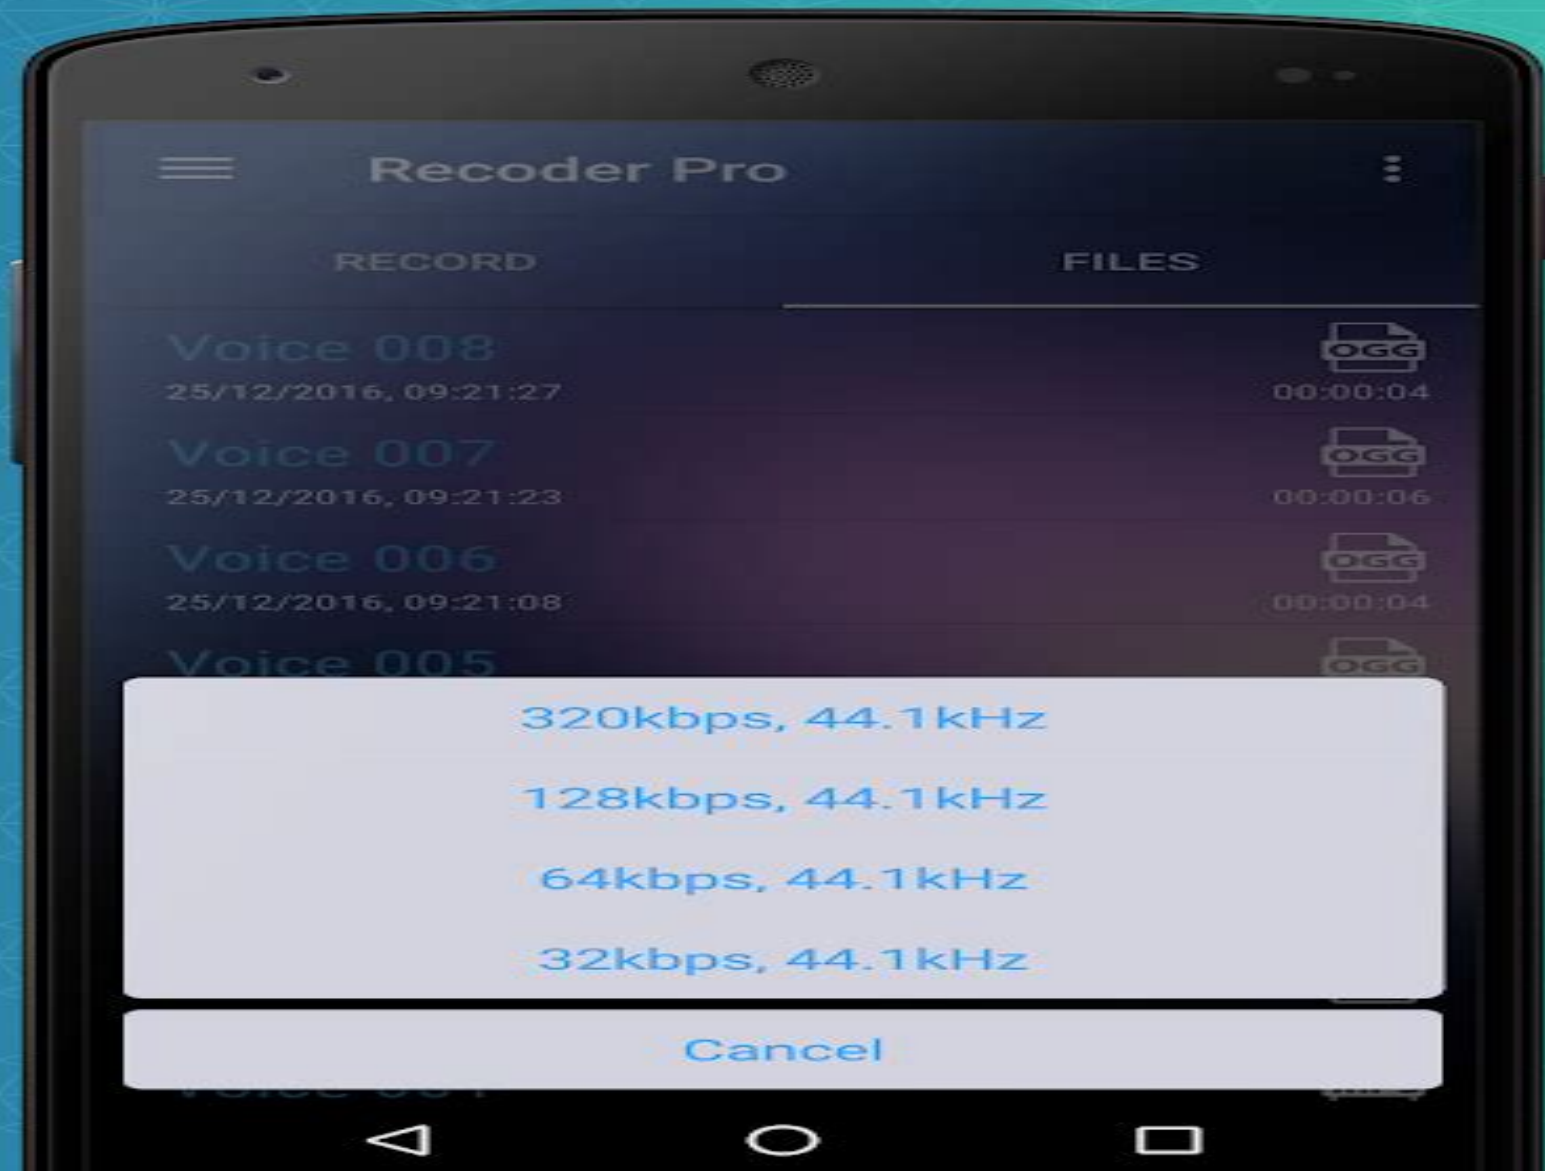 Recoder Pro
RECORD
FILES
Voice 008
OGG
25/12/2016, 09:21:27
00:00:04
Voice 007
OGG
25/12/2016, 09:21:23
00:00:06
Voice 006
OGG
25/12/2016, 09:21:08
00:00:04
Voice 005
OGG
320kbps, 44.1kHz
128kbps, 44.1kHz
64kbps, 44.1kHz
32kbps, 44.1kHz
Cancel